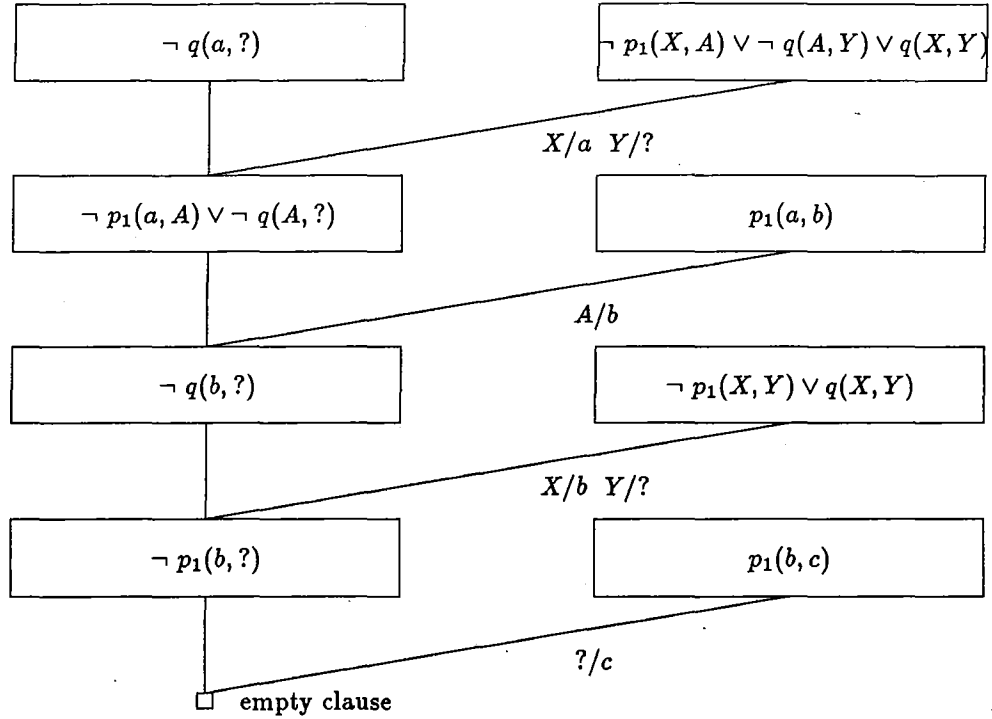 ¬ q(a, ?)
¬ p₁(X, A) ∨ ¬ q(A, Y) ∨ q(X, Y)
X/a Y/?
¬ p₁(a, A) ∨ ¬ q(A, ?)
p₁(a, b)
A/b
¬ q(b, ?)
¬ p₁(X, Y) ∨ q(X, Y)
X/b Y/?
¬ p₁(b, ?)
p₁(b, c)
?/c
empty clause